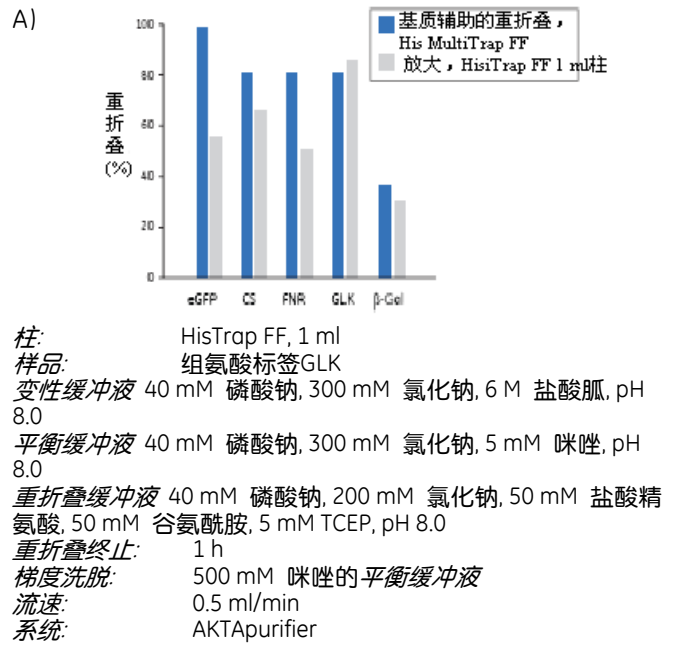 A)
基质辅助的重折叠，
His MultiTrap FF
放大，HisiTrap FF 1 ml柱
重折叠
(%)
100
80
60
40
20
0
eGFP CS FNR GLK β-Gal
柱: HisTrap FF, 1 ml
样品: 组氨酸标签GLK
变性缓冲液 40 mM 磷酸钠, 300 mM 氯化钠, 6 M 盐酸胍, pH
8.0
平衡缓冲液 40 mM 磷酸钠, 300 mM 氯化钠, 5 mM 咪唑, pH
8.0
重折叠缓冲液 40 mM 磷酸钠, 200 mM 氯化钠, 50 mM 盐酸精
氨酸, 50 mM 谷氨酰胺, 5 mM TCEP, pH 8.0
重折叠终止: 1 h
梯度洗脱: 500 mM 咪唑的平衡缓冲液
流速: 0.5 ml/min
系统: AKTApurifier